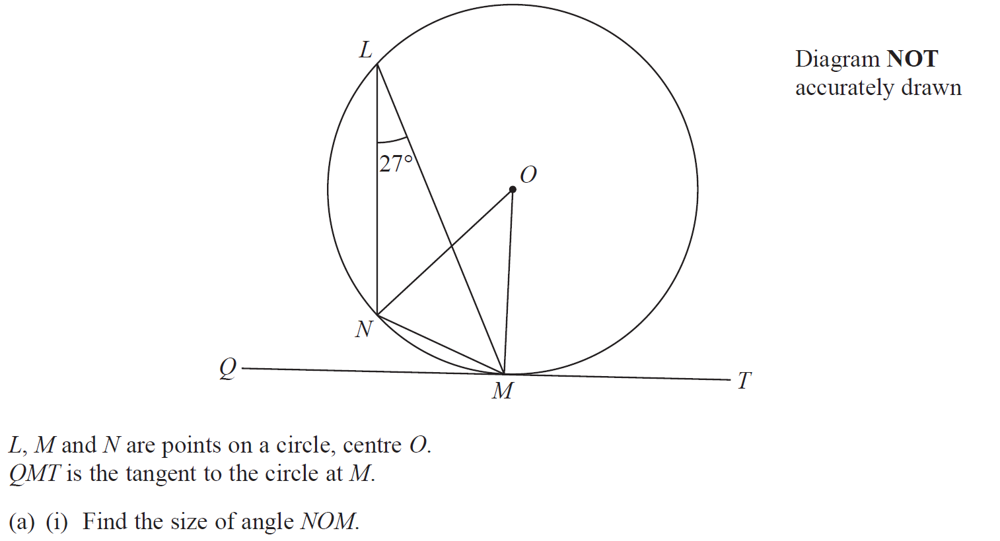 L
Diagram NOT
accurately drawn
27°
O
N
Q
T
M
L, M and N are points on a circle, centre O.
QMT is the tangent to the circle at M.
(a) (i) Find the size of angle NOM.